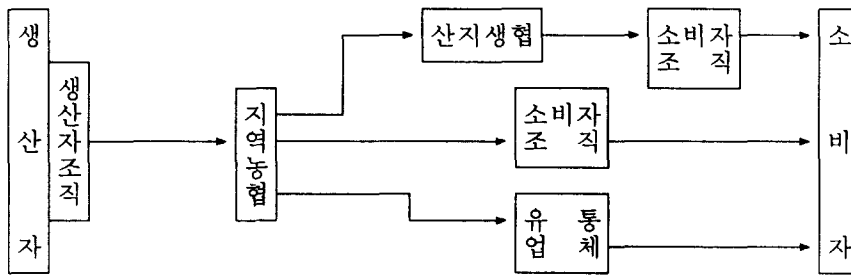 생산자
생산자조직
지역농협
산지생협
소비자
조직
소비자
조직
유통
업체
소비자